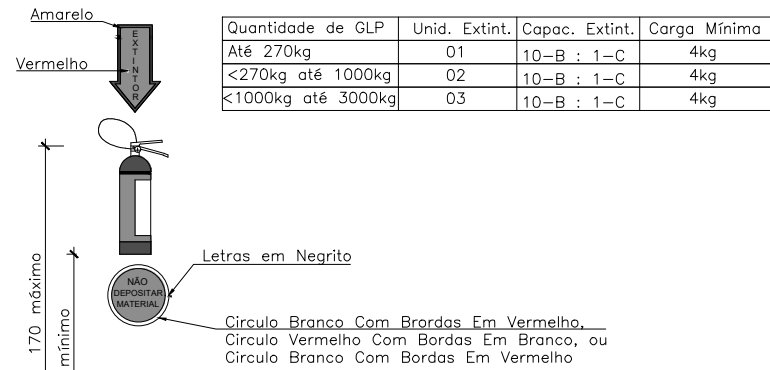 Amarelo
EXTINTOR
Vermelho
Quantidade de GLP Unid. Extint. Capac. Extint. Carga Mínima
Até 270kg 01 10-B : 1-C 4kg
<270kg até 1000kg 02 10-B : 1-C 4kg
<1000kg até 3000kg 03 10-B : 1-C 4kg
Letras em Negrito
NÃO
DEPOSITAR
MATERIAL
170 máximo
mínimo
Circulo Branco Com Brordas Em Vermelho,
Circulo Vermelho Com Bordas Em Branco, ou
Circulo Branco Com Bordas Em Vermelho